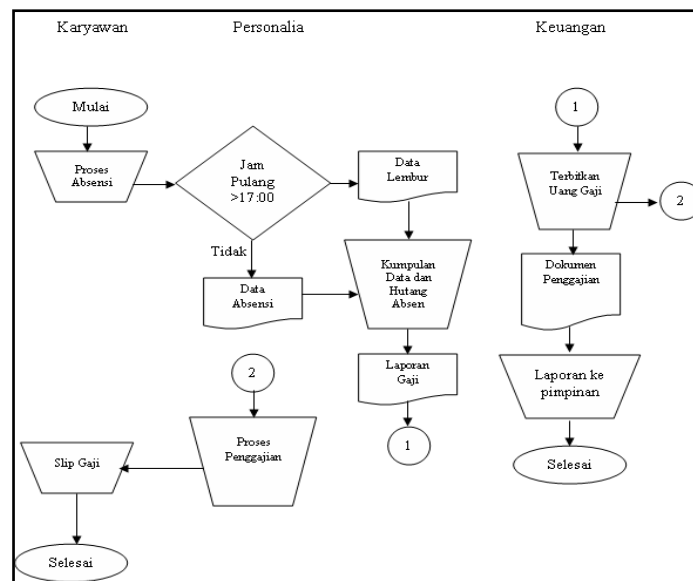 Karyawan
Personalia
Keuangan
Mulai
Proses
Absensi
Jam
Pulang
>17:00
Data
Lembur
Tidak
Data
Absensi
Kumpulan
Data dan
Hutang
Absen
Laporan
Gaji
1
2
Proses
Penggajian
Slip Gaji
Selesai
1
Terbitkan
Uang Gaji
2
Dokumen
Penggajian
Laporan ke
pimpinan
Selesai